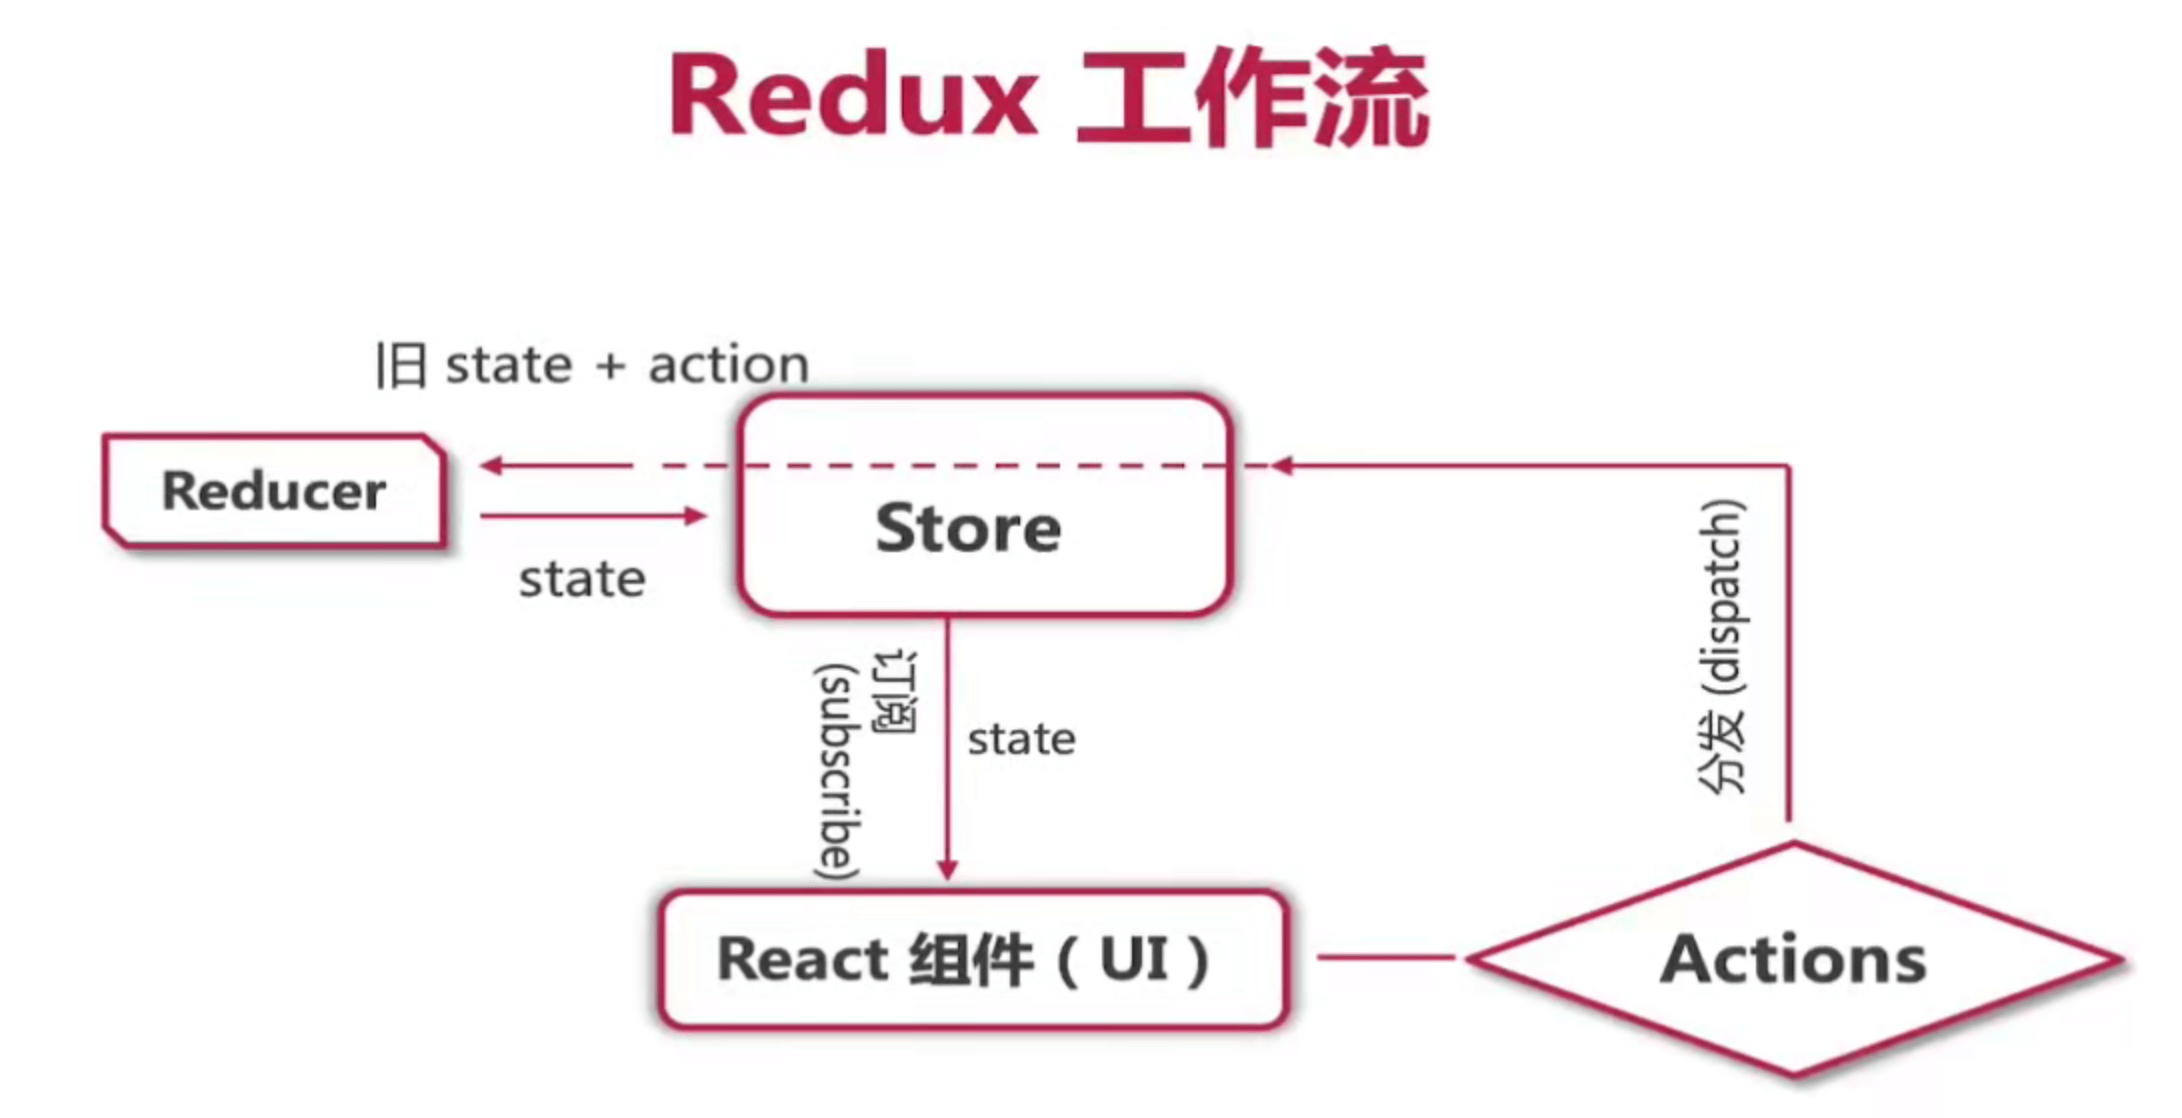 Redux 工作流
旧 state + action
Reducer
Store
state
订阅
(subscribe)
state
分发 (dispatch)
React 组件（UI）
Actions